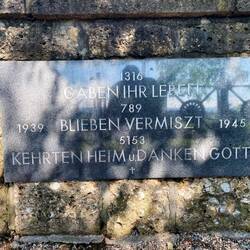 1316
GABEN IHR LEBEN
789
1939 BLIEBEN VERMISZT 1945
5153
KEHRTEN HEIM u. DANKEN GOTT